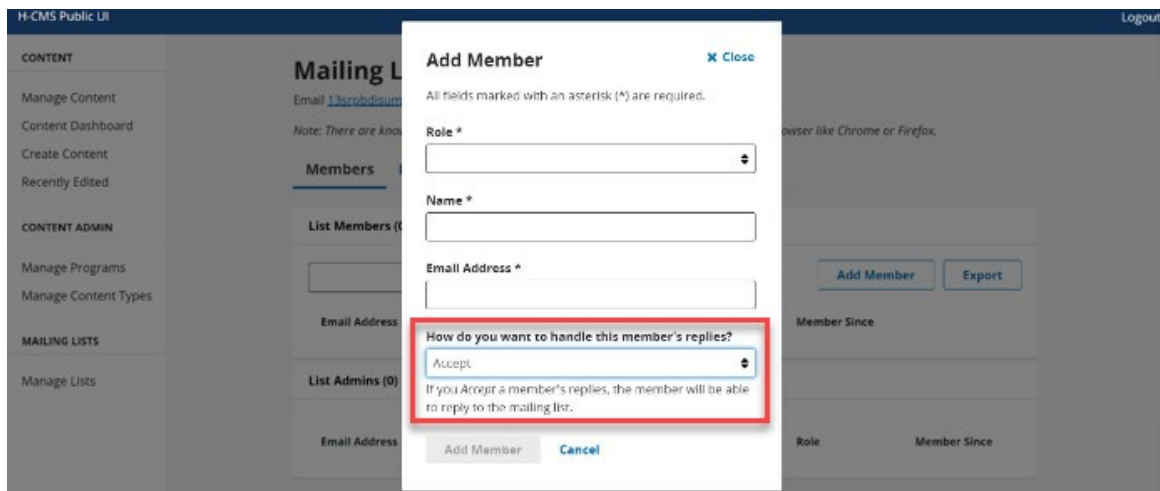 H-CMS Public UI
Logout
CONTENT
Manage Content
Content Dashboard
Create Content
Recently Edited
CONTENT ADMIN
Manage Programs
Manage Content Types
MAILING LISTS
Manage Lists
Mailing L
Email
Note: There are know
owser like Chrome or Firefox.
Members
List Members (0
Add Member
Export
Email Address
Member Since
List Admins (0)
Email Address
Role
Member Since
Add Member
Close
All fields marked with an asterisk (*) are required.
Role *
Name *
Email Address *
How do you want to handle this member's replies?
Accept
If you Accept a member's replies, the member will be able
to reply to the mailing list.
Add Member
Cancel